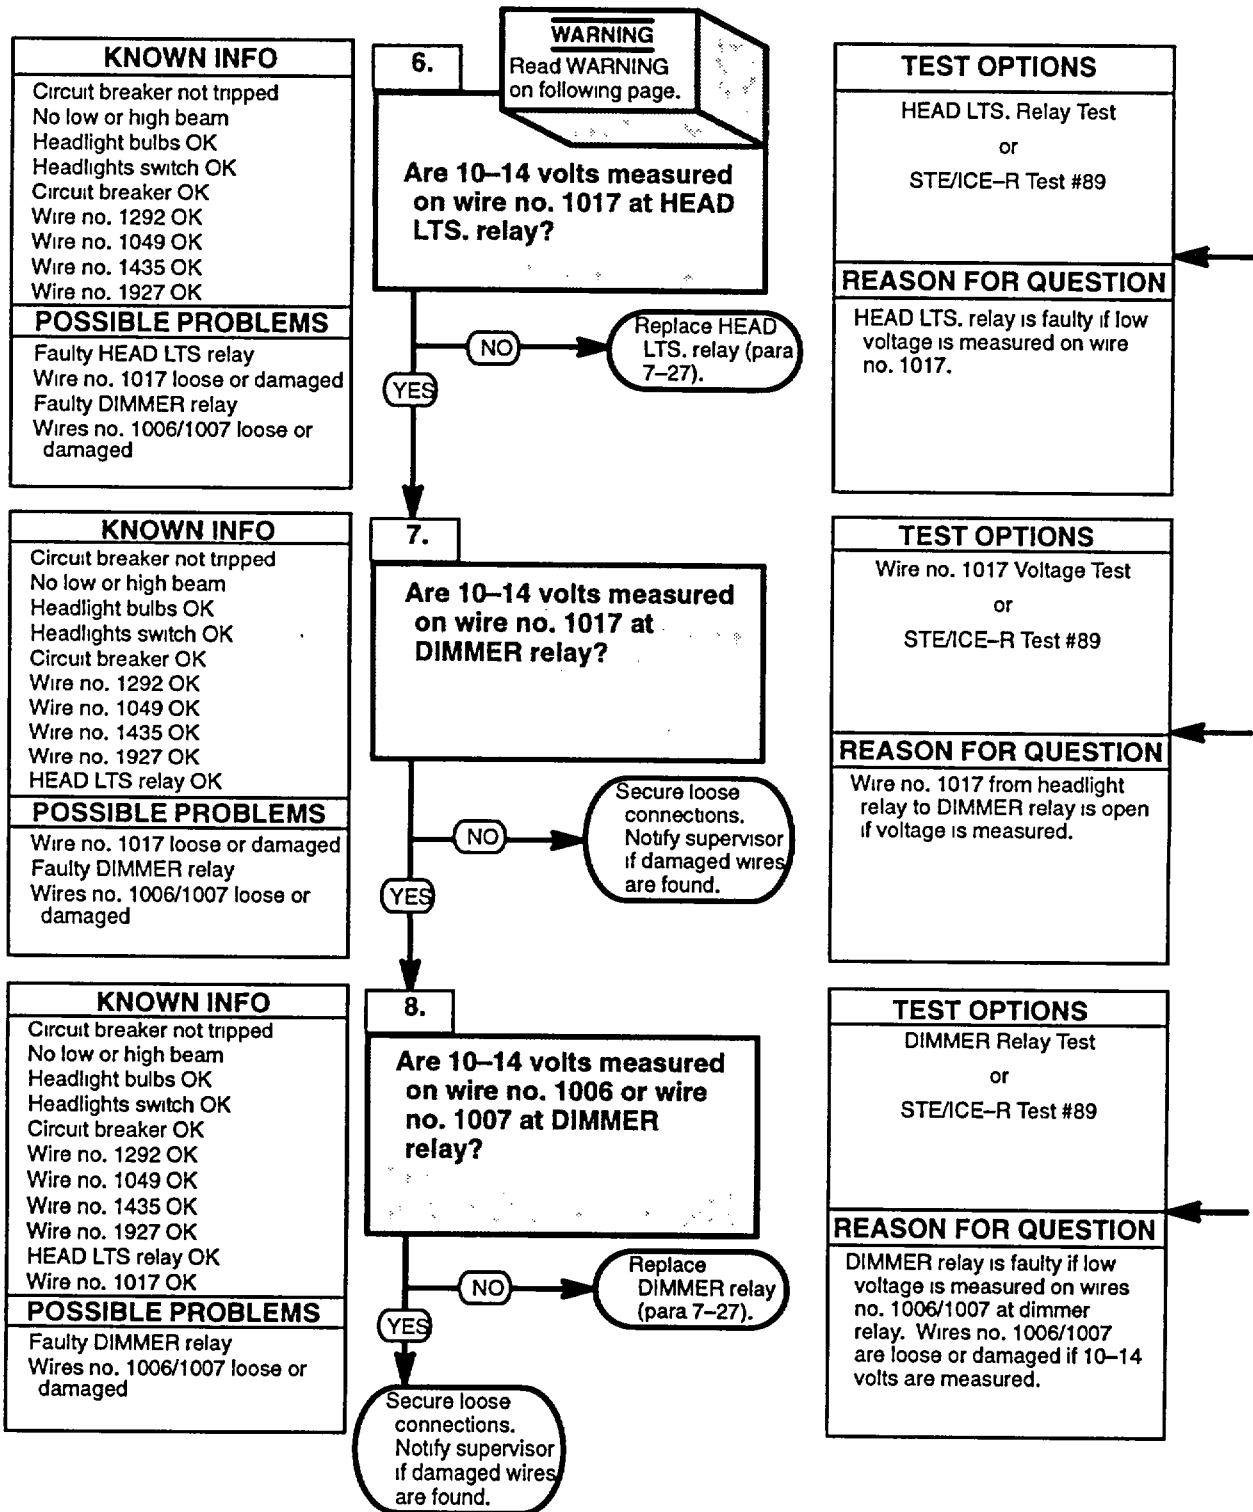 KNOWN INFO
Circuit breaker not tripped
No low or high beam
Headlight bulbs OK
Headlights switch OK
Circuit breaker OK
Wire no. 1292 OK
Wire no. 1049 OK
Wire no. 1435 OK
Wire no. 1927 OK
POSSIBLE PROBLEMS
Faulty HEAD LTS relay
Wire no. 1017 loose or damaged
Faulty DIMMER relay
Wires no. 1006/1007 loose or
damaged
6.
WARNING
Read WARNING
on following page.
Are 10–14 volts measured
on wire no. 1017 at HEAD
LTS. relay?
NO
Replace HEAD
LTS. relay (para
7–27).
YES
TEST OPTIONS
HEAD LTS. Relay Test
or
STE/ICE–R Test #89
REASON FOR QUESTION
HEAD LTS. relay is faulty if low
voltage is measured on wire
no. 1017.
KNOWN INFO
Circuit breaker not tripped
No low or high beam
Headlight bulbs OK
Headlights switch OK
Circuit breaker OK
Wire no. 1292 OK
Wire no. 1049 OK
Wire no. 1435 OK
Wire no. 1927 OK
HEAD LTS relay OK
POSSIBLE PROBLEMS
Wire no. 1017 loose or damaged
Faulty DIMMER relay
Wires no. 1006/1007 loose or
damaged
7.
Are 10–14 volts measured
on wire no. 1017 at
DIMMER relay?
NO
Secure loose
connections.
Notify supervisor
if damaged wires
are found.
YES
TEST OPTIONS
Wire no. 1017 Voltage Test
or
STE/ICE–R Test #89
REASON FOR QUESTION
Wire no. 1017 from headlight
relay to DIMMER relay is open
if voltage is measured.
KNOWN INFO
Circuit breaker not tripped
No low or high beam
Headlight bulbs OK
Headlights switch OK
Circuit breaker OK
Wire no. 1292 OK
Wire no. 1049 OK
Wire no. 1435 OK
Wire no. 1927 OK
HEAD LTS relay OK
Wire no. 1017 OK
POSSIBLE PROBLEMS
Faulty DIMMER relay
Wires no. 1006/1007 loose or
damaged
8.
Are 10–14 volts measured
on wire no. 1006 or wire
no. 1007 at DIMMER
relay?
NO
Replace
DIMMER relay
(para 7–27).
YES
Secure loose
connections.
Notify supervisor
if damaged wires
are found.
TEST OPTIONS
DIMMER Relay Test
or
STE/ICE–R Test #89
REASON FOR QUESTION
DIMMER relay is faulty if low
voltage is measured on wires
no. 1006/1007 at dimmer
relay. Wires no. 1006/1007
are loose or damaged if 10–14
volts are measured.